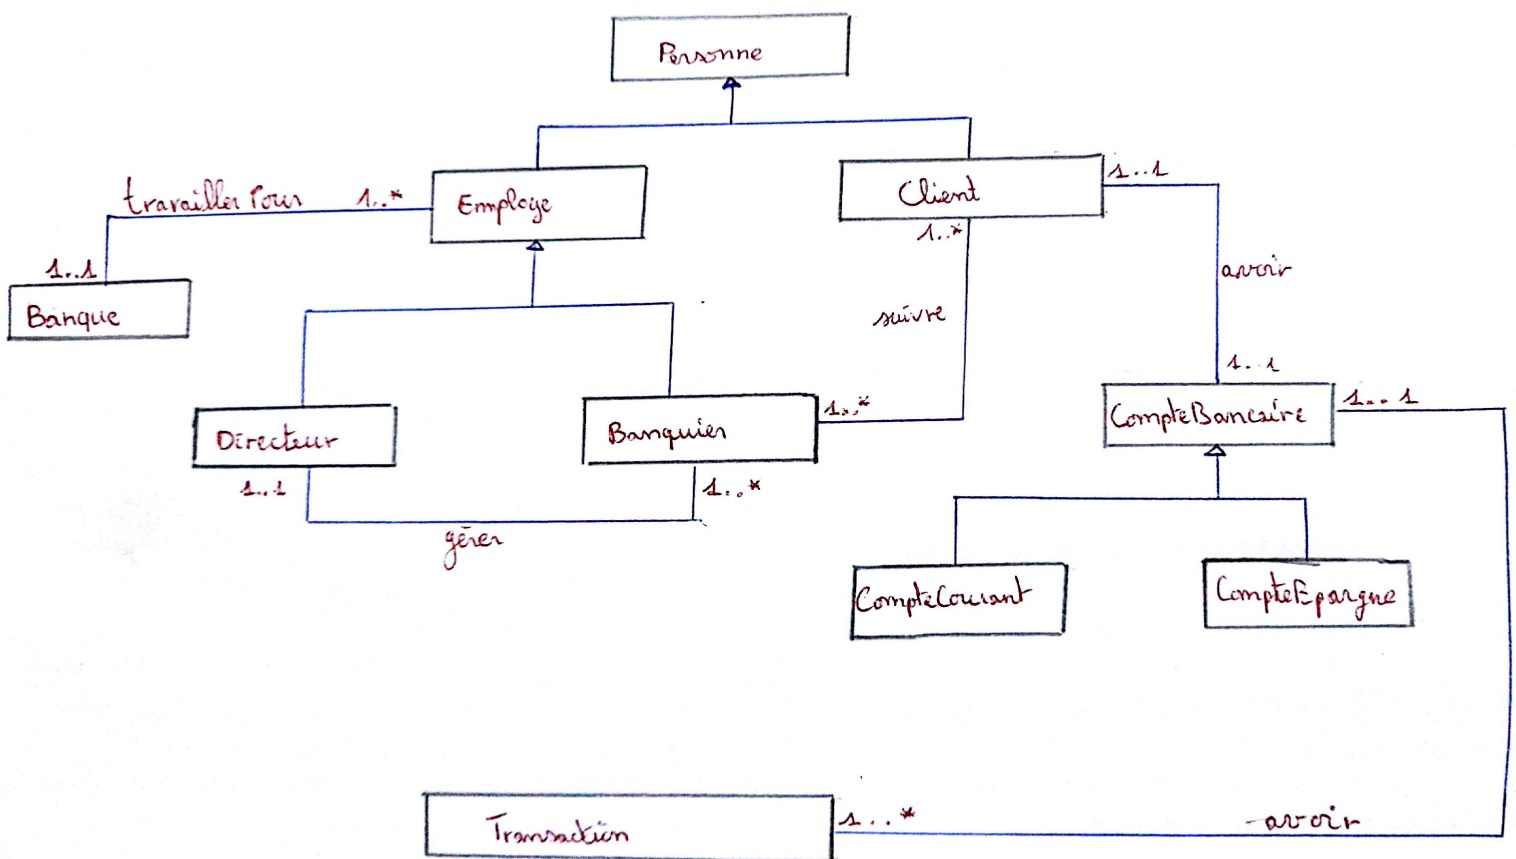 Personne
travailler Pour
1..*
Employe
Client
1..1
1..*
1..1
Banque
suivre
avoir
1..1
Directeur
Banquier
1..*
CompteBancaire
1...1
1..1
1..*
gérer
CompteCourant
CompteEpargne
Transaction
1...*
avoir